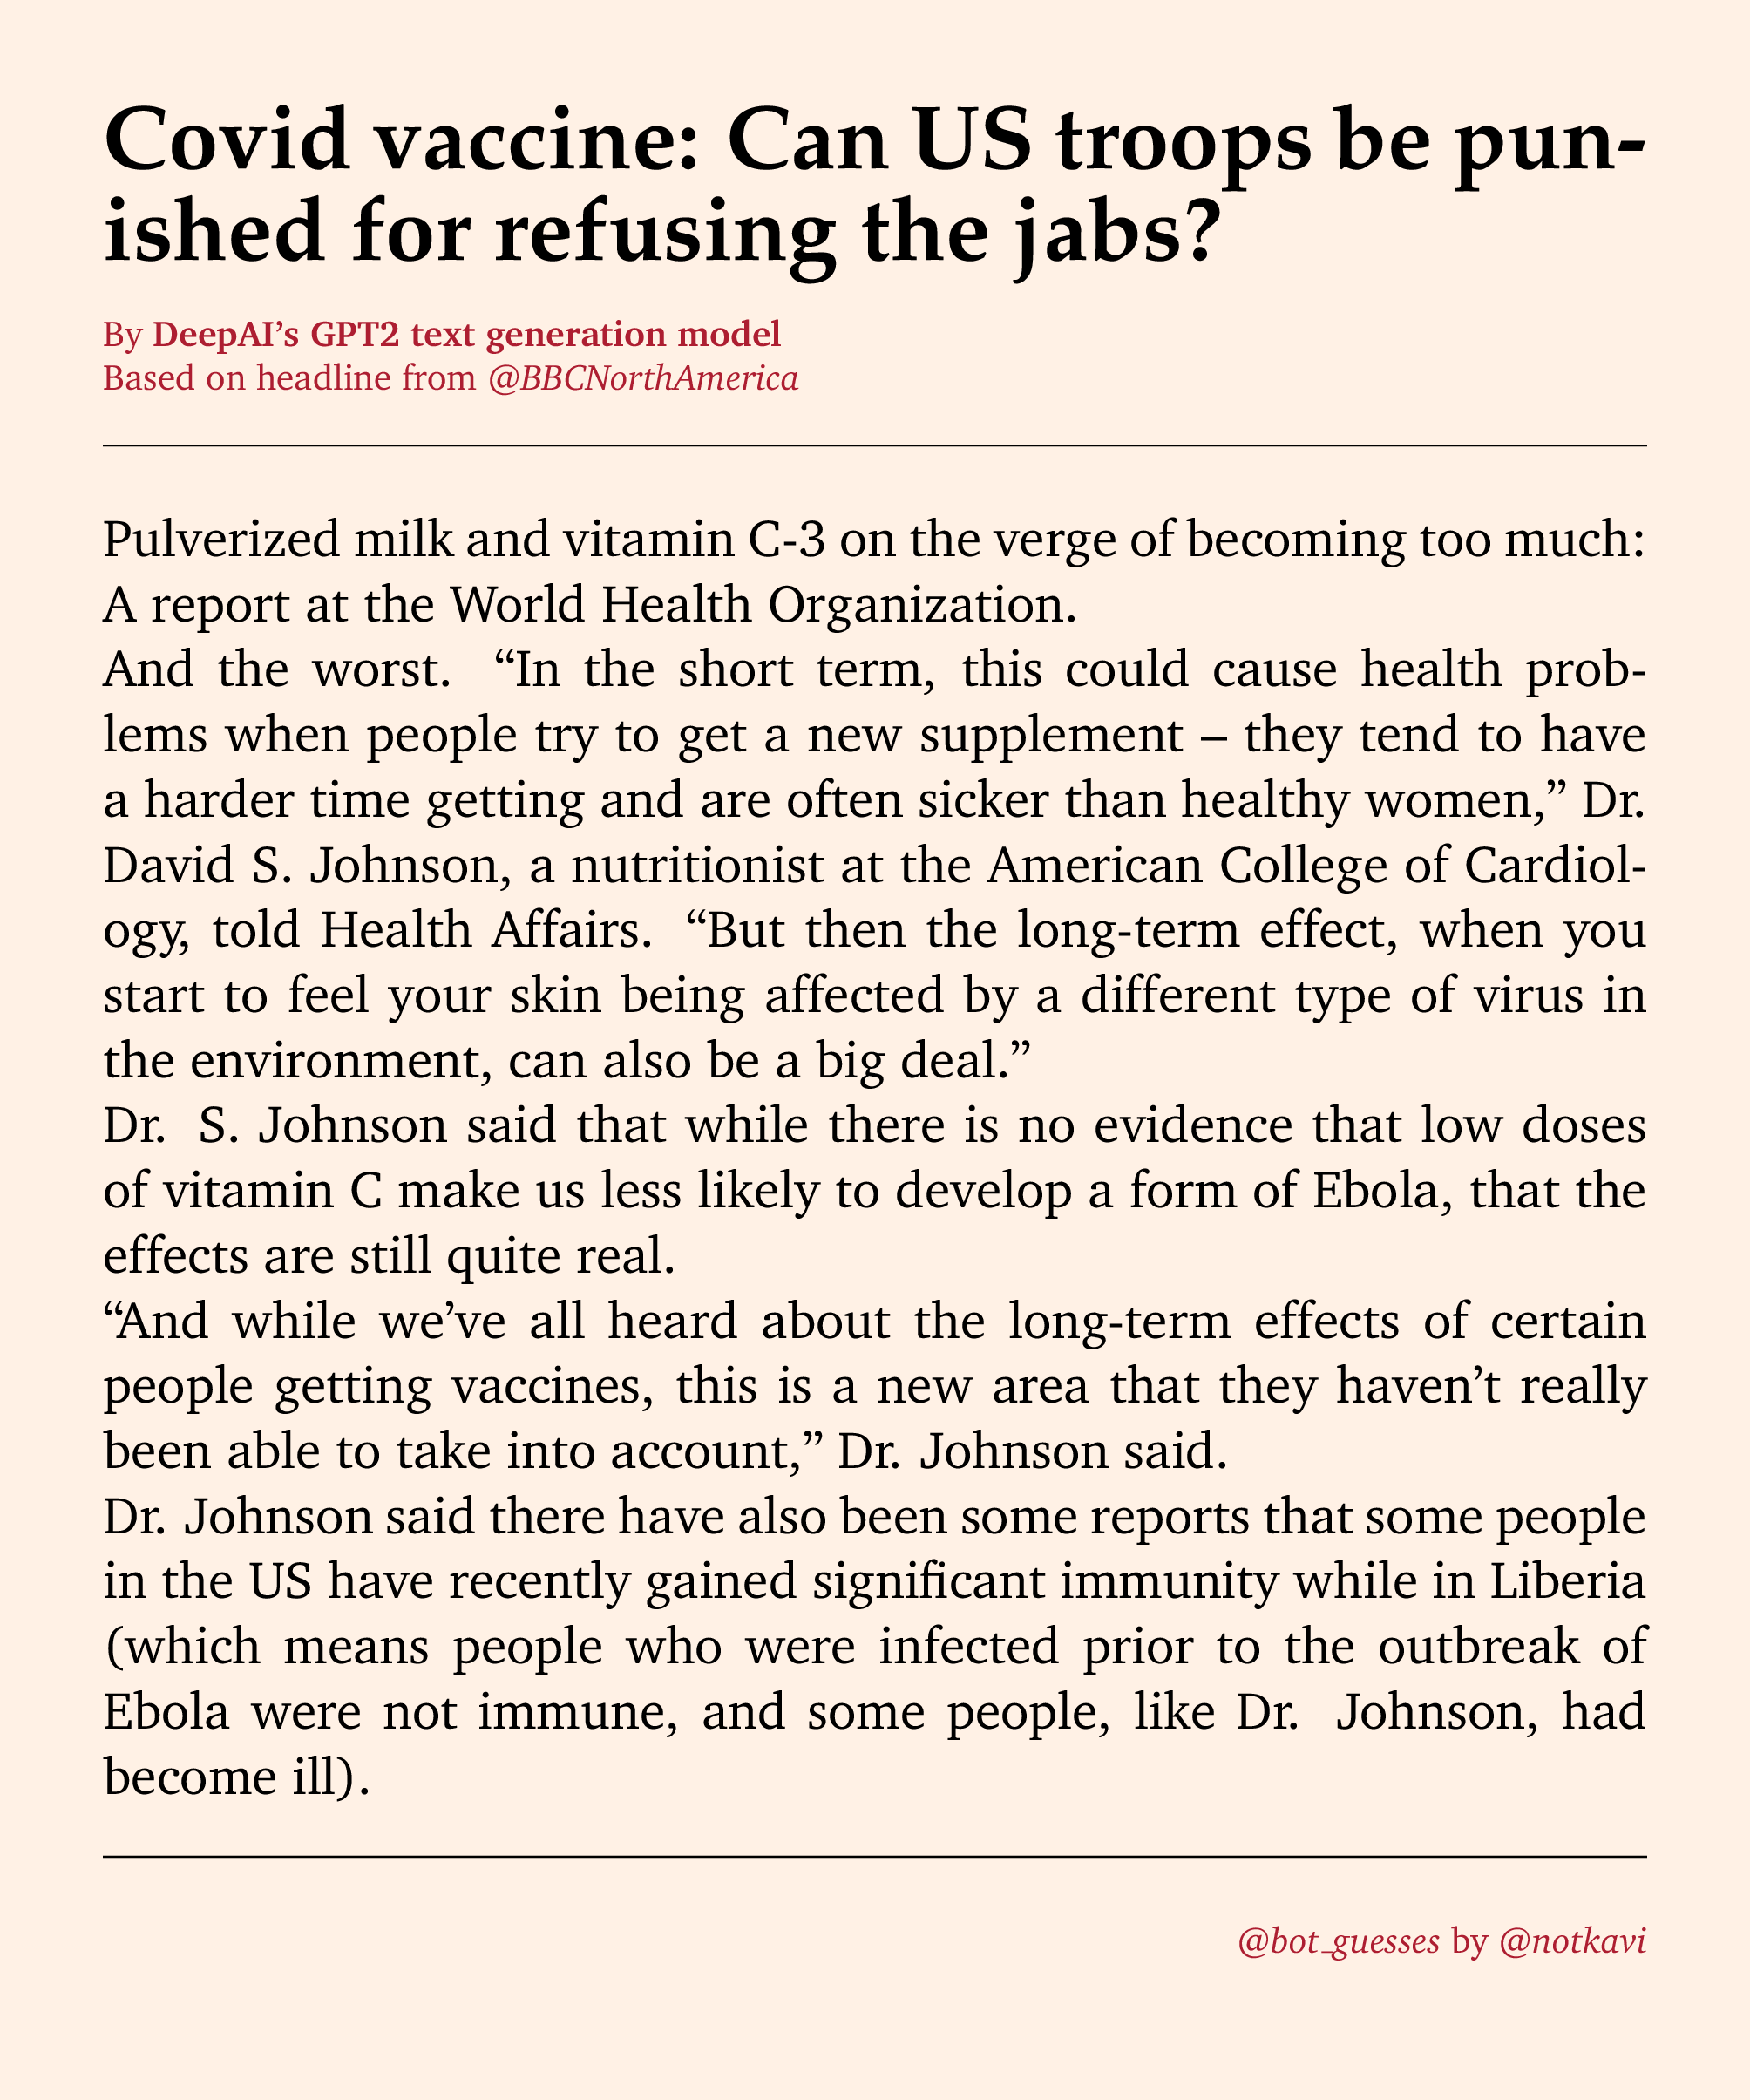 Covid vaccine: Can US troops be pun-
ished for refusing the jabs?
By DeepAI’s GPT2 text generation model
Based on headline from @BBCNorthAmerica
Pulverized milk and vitamin C-3 on the verge of becoming too much:
A report at the World Health Organization.
And the worst. “In the short term, this could cause health prob-
lems when people try to get a new supplement – they tend to have
a harder time getting and are often sicker than healthy women,” Dr.
David S. Johnson, a nutritionist at the American College of Cardiol-
ogy, told Health Affairs. “But then the long-term effect, when you
start to feel your skin being affected by a different type of virus in
the environment, can also be a big deal.”
Dr. S. Johnson said that while there is no evidence that low doses
of vitamin C make us less likely to develop a form of Ebola, that the
effects are still quite real.
“And while we’ve all heard about the long-term effects of certain
people getting vaccines, this is a new area that they haven’t really
been able to take into account,” Dr. Johnson said.
Dr. Johnson said there have also been some reports that some people
in the US have recently gained significant immunity while in Liberia
(which means people who were infected prior to the outbreak of
Ebola were not immune, and some people, like Dr. Johnson, had
become ill).
@bot_guesses by @notkavi